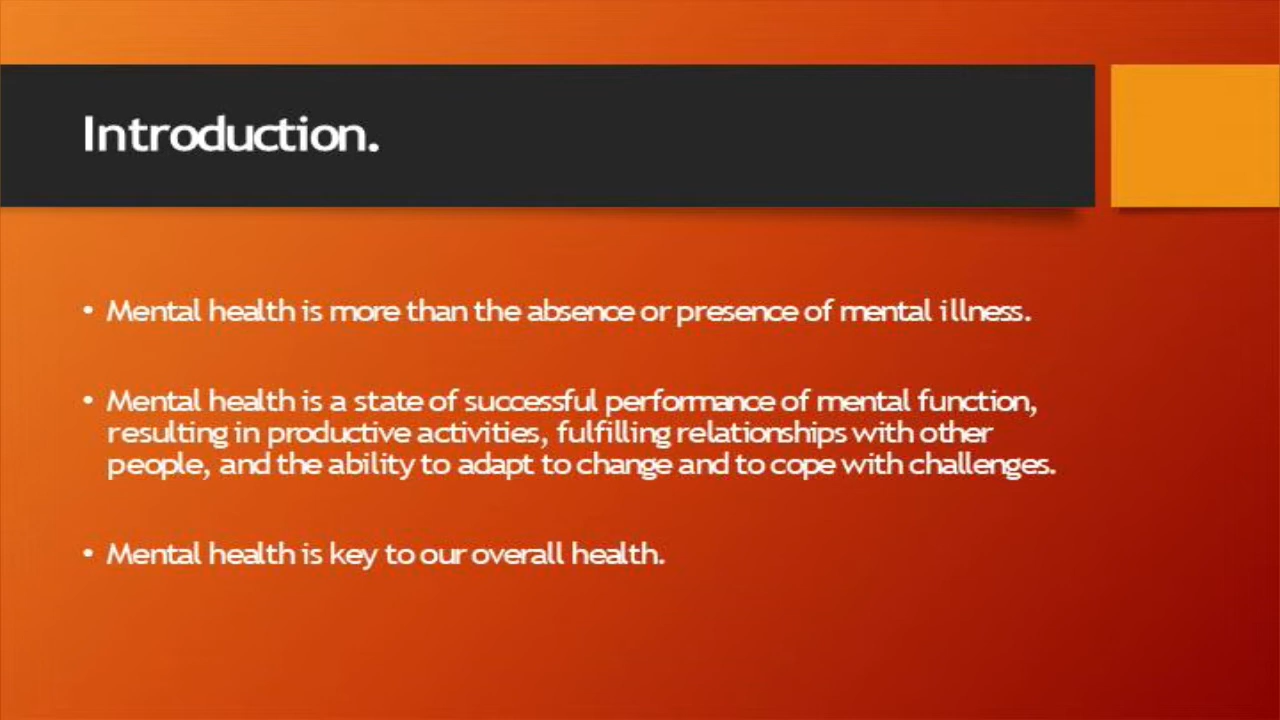 Introduction.
• Mental health is more than the absence or presence of mental illness.
• Mental health is a state of successful performance of mental function,
resulting in productive activities, fulfilling relationships with other
people, and the ability to adapt to change and to cope with challenges.
• Mental health is key to our overall health.